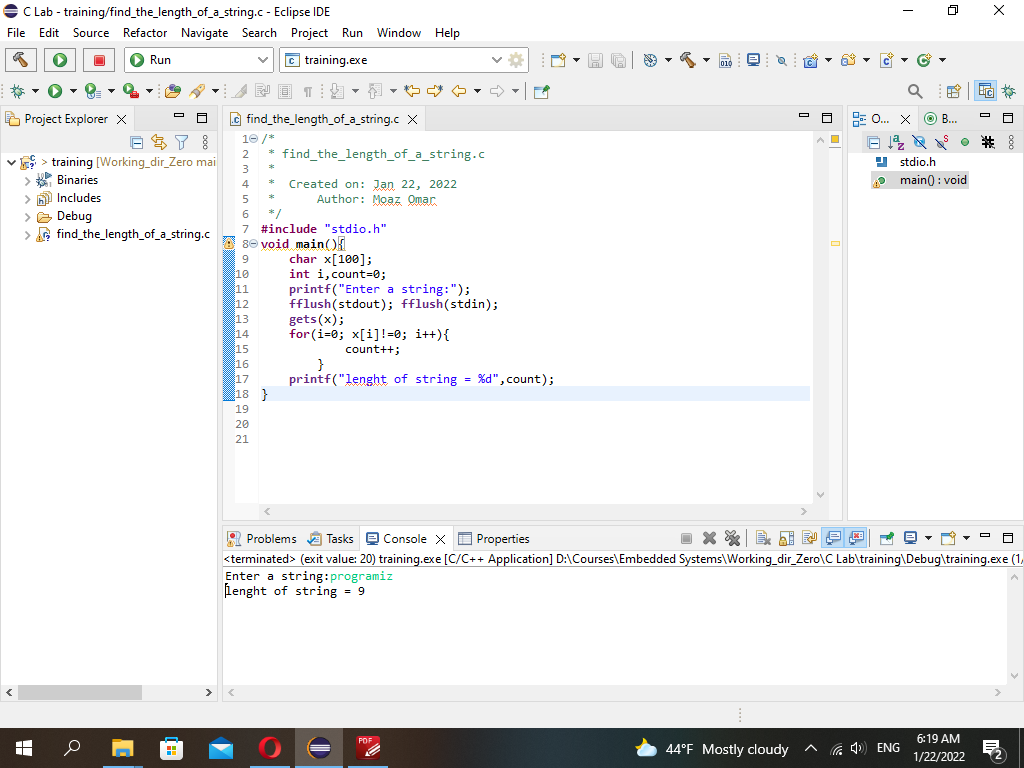 C Lab - training/find_the_length_of_a_string.c - Eclipse IDE
File Edit Source Refactor Navigate Search Project Run Window Help
Run training.exe
010
Project Explorer
training [Working_dir_Zero mai
Binaries
Includes
Debug
find_the_length_of_a_string.c
find_the_length_of_a_string.c
1 /*
2  * find_the_length_of_a_string.c
3  *
4  *  Created on: Jan 22, 2022
5  *      Author: Moaz Omar
6  */
7 #include "stdio.h"
8 void main(){
9     char x[100];
10     int i,count=0;
11     printf("Enter a string:");
12     fflush(stdout); fflush(stdin);
13     gets(x);
14     for(i=0; x[i]!=0; i++){
15             count++;
16         }
17     printf("lenght of string = %d",count);
18 }
19
20
21
O... B...
stdio.h
main() : void
Problems Tasks Console Properties
<terminated> (exit value: 20) training.exe [C/C++ Application] D:\Courses\Embedded Systems\Working_dir_Zero\C Lab\training\Debug\training.exe (1/
Enter a string:programiz
lenght of string = 9
PDF
44°F Mostly cloudy
ENG
6:19 AM
1/22/2022
2